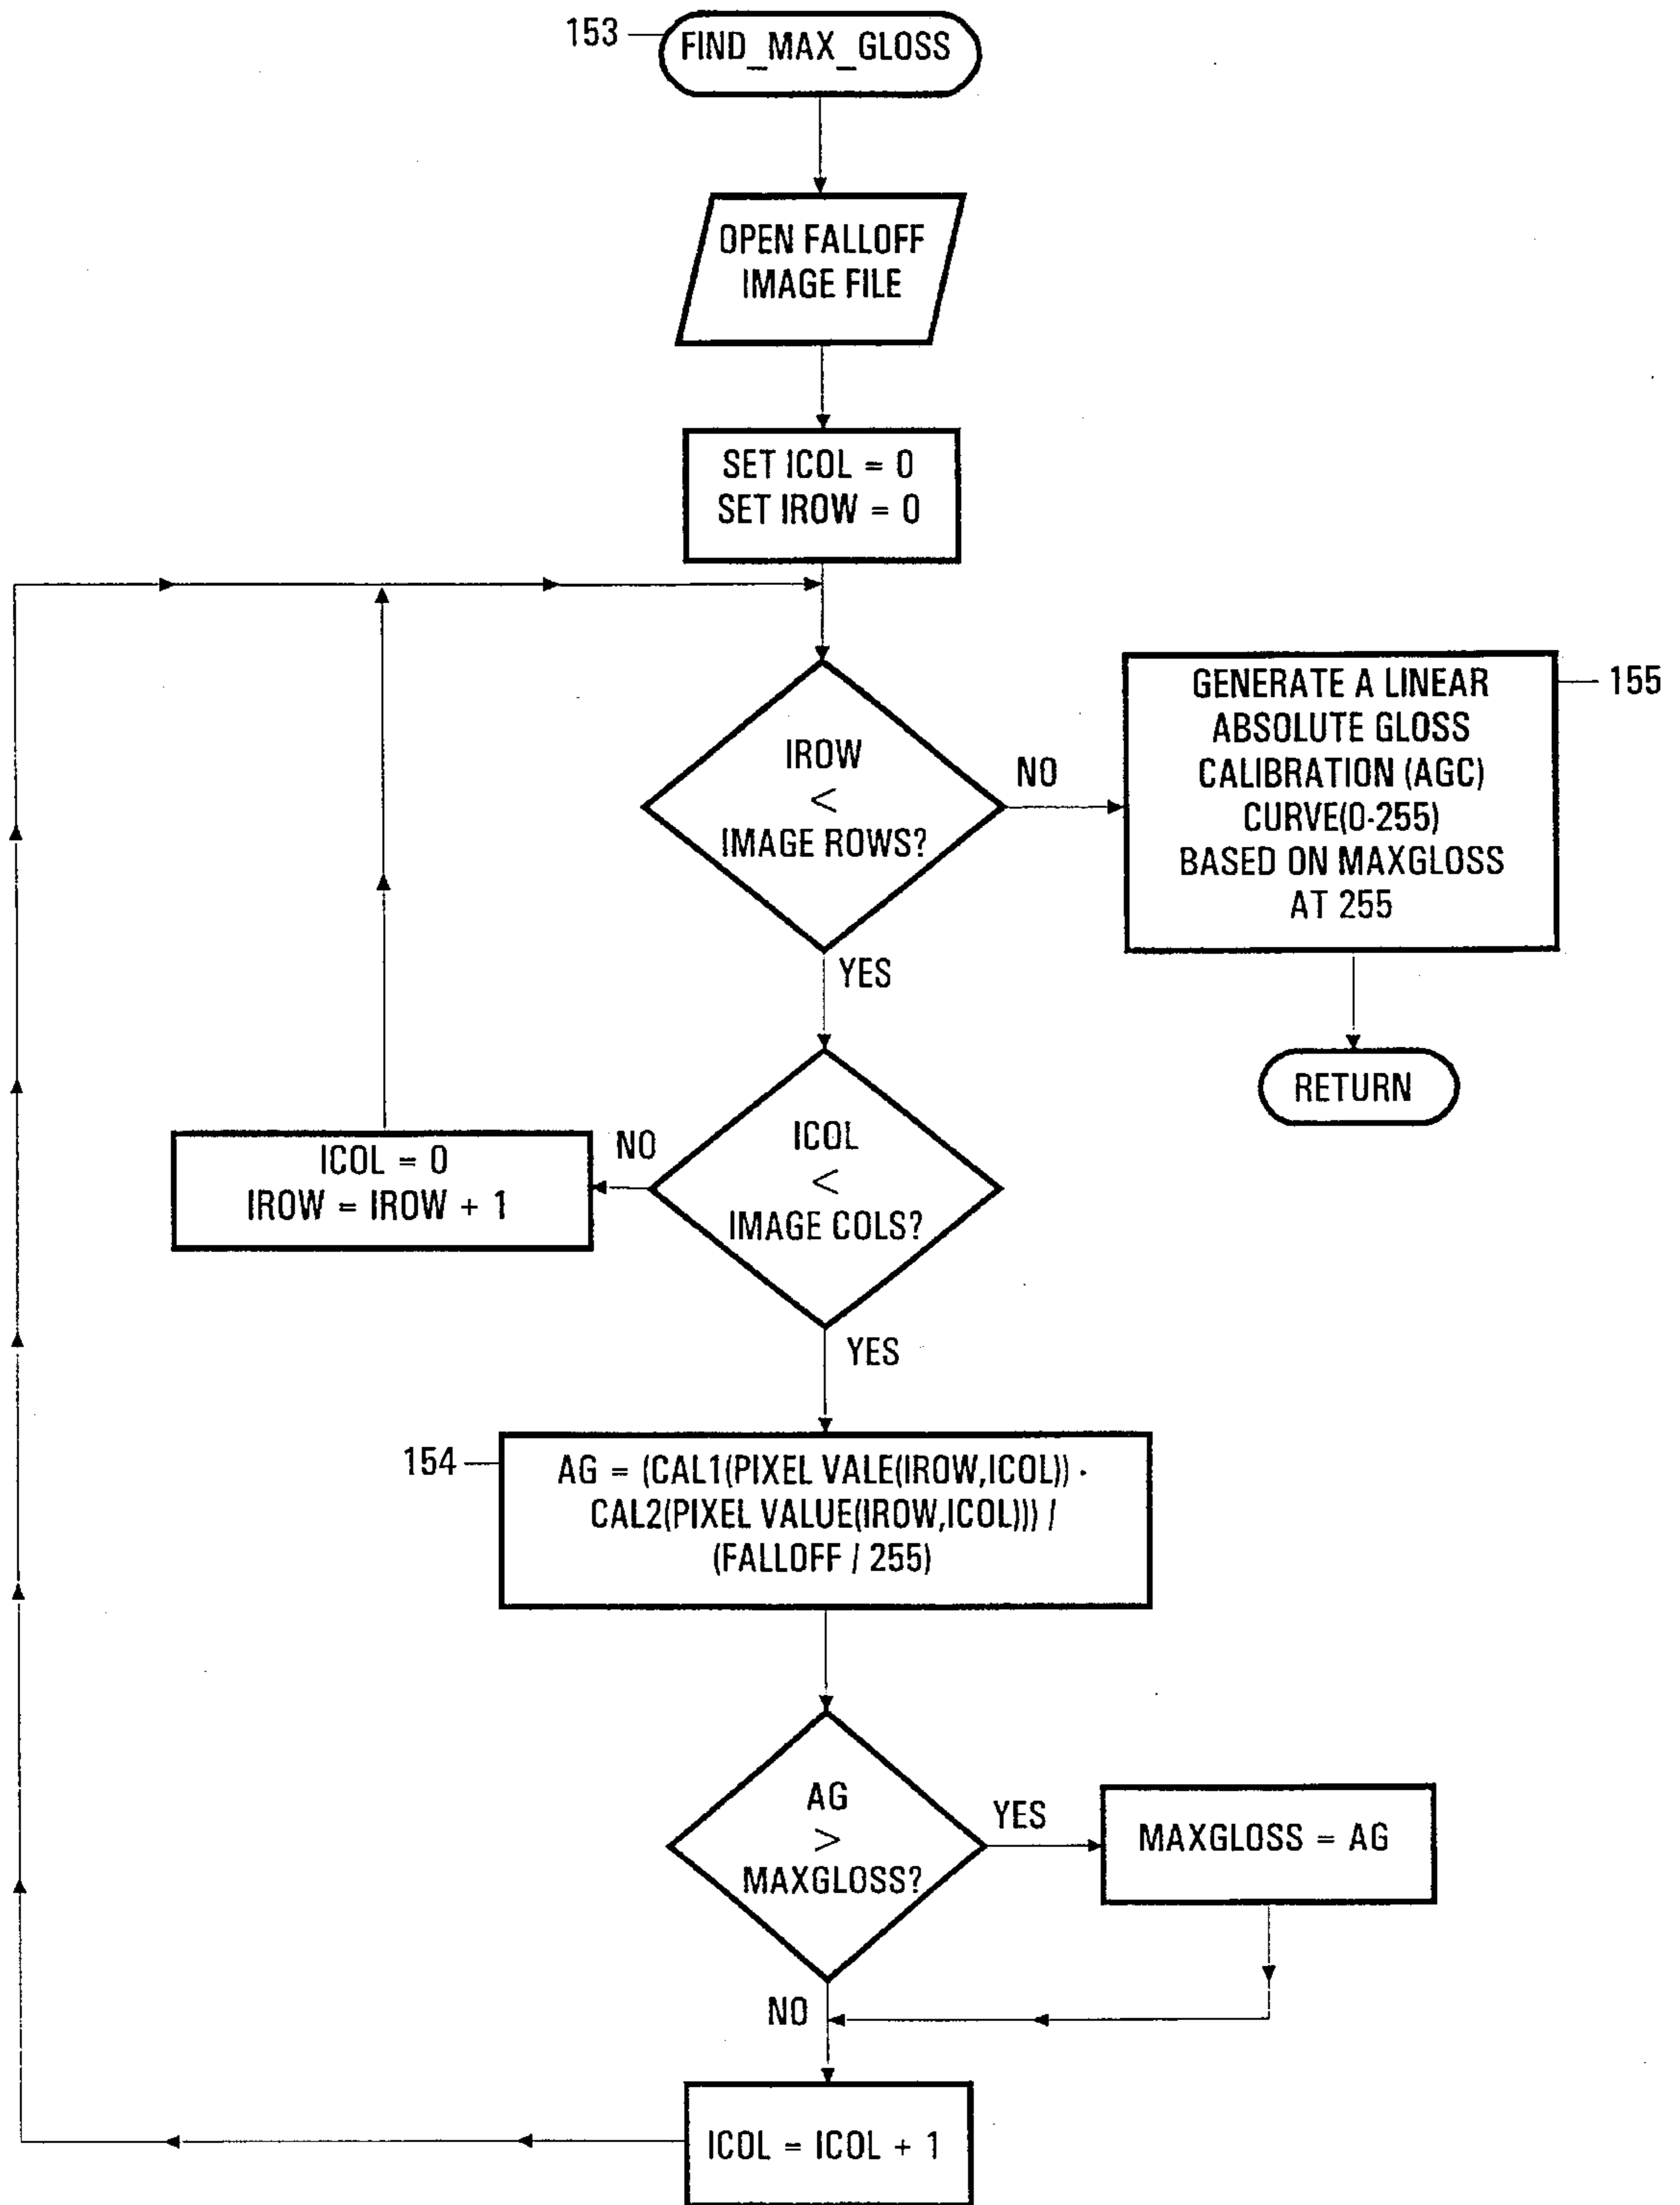 153
FIND_MAX_GLOSS
OPEN FALLOFF
IMAGE FILE
SET ICOL = 0
SET IROW = 0
IROW
<
IMAGE ROWS?
NO
GENERATE A LINEAR
ABSOLUTE GLOSS
CALIBRATION (AGC)
CURVE(0-255)
BASED ON MAXGLOSS
AT 255
155
YES
RETURN
ICOL
<
IMAGE COLS?
NO
ICOL = 0
IROW = IROW + 1
YES
154
AG = (CAL1(PIXEL VALE(IROW,ICOL)) -
CAL2(PIXEL VALUE(IROW,ICOL))) /
(FALLOFF / 255)
AG
>
MAXGLOSS?
YES
MAXGLOSS = AG
NO
ICOL = ICOL + 1